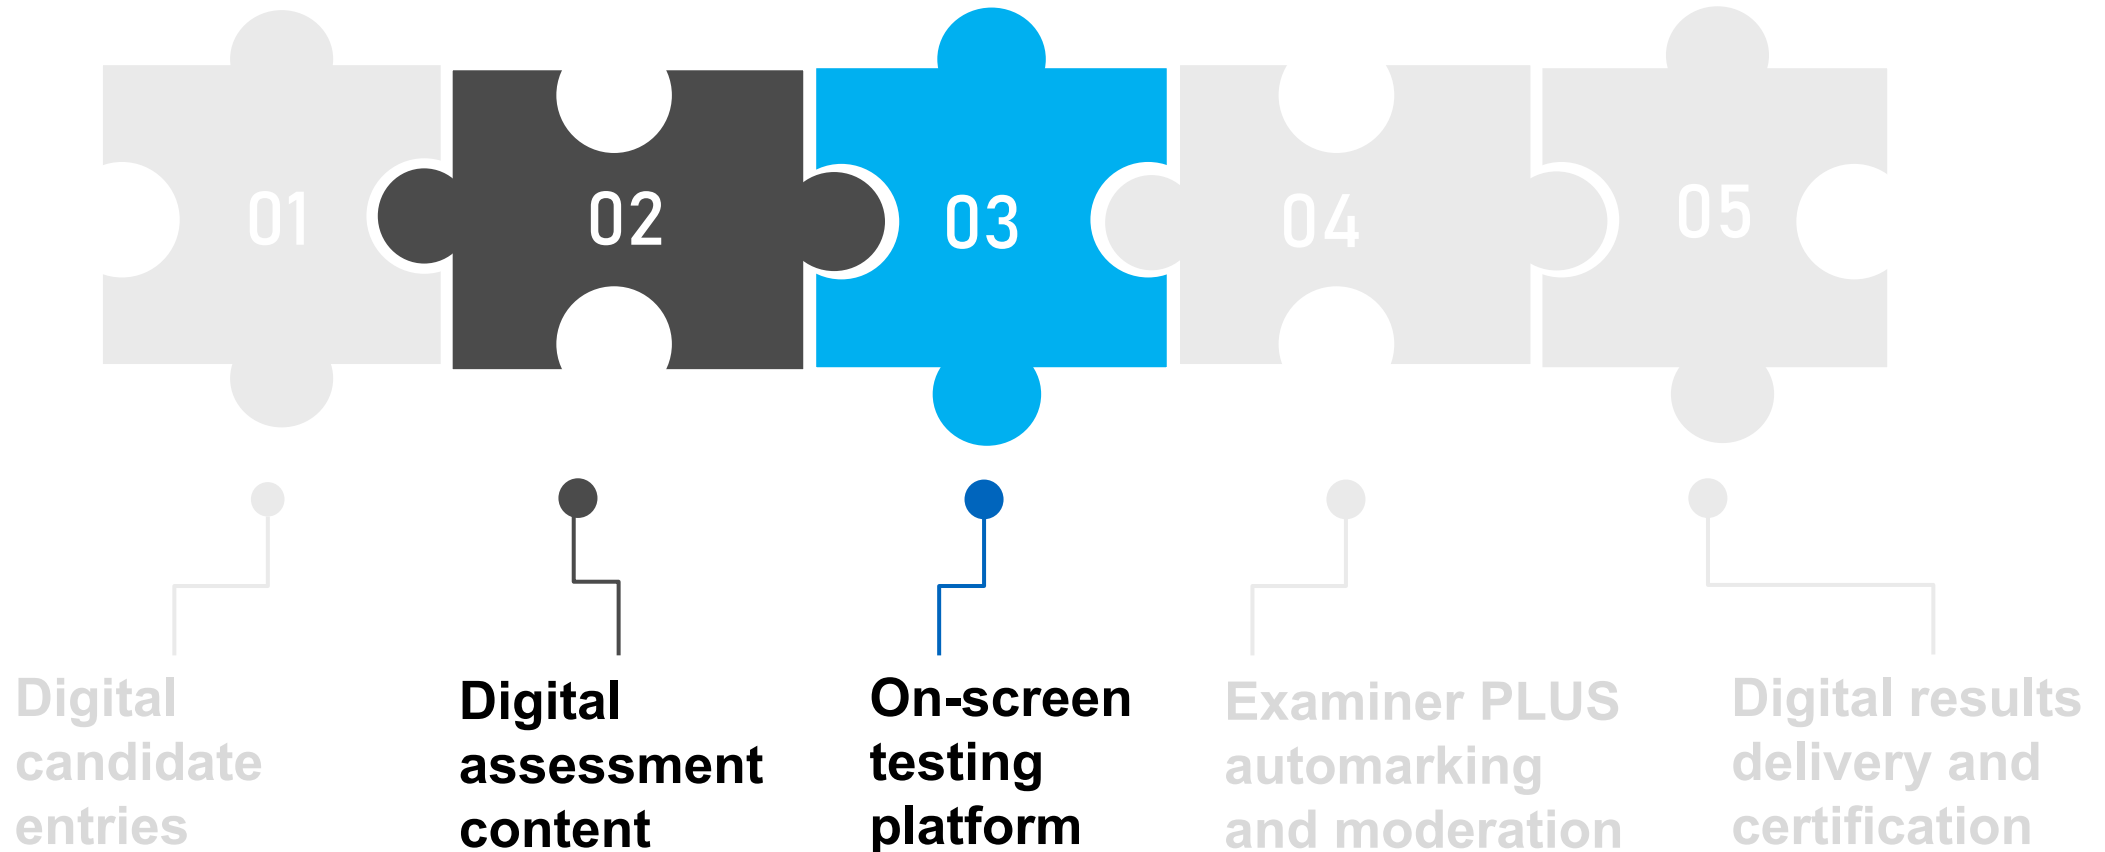 01
02
03
04
05
Digital
candidate
entries
Digital
assessment
content
On-screen
testing
platform
Examiner PLUS
automarking
and moderation
Digital results
delivery and
certification